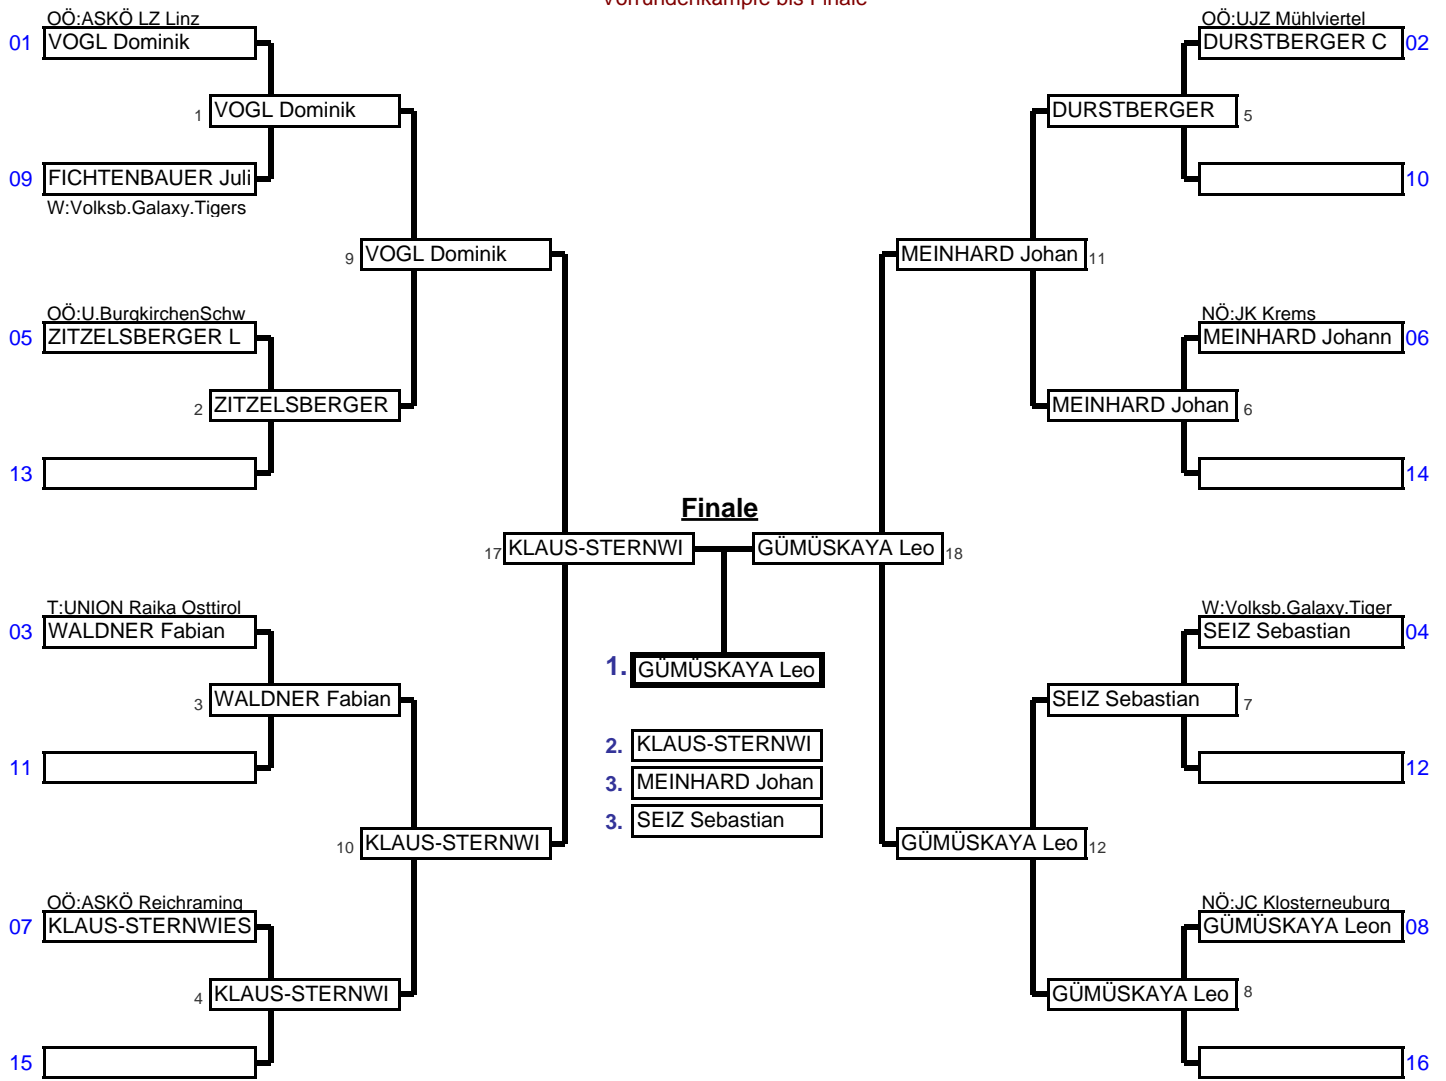 Vorrundenkämpfe bis Finale
OÖ:ASKÖ LZ Linz
01 VOGL Dominik
1 VOGL Dominik
09 FICHTENBAUER Juli
W:Volksb.Galaxy.Tigers
9 VOGL Dominik
OÖ:U.BurgkirchenSchw
05 ZITZELSBERGER L
2 ZITZELSBERGER
13
17 KLAUS-STERNWI
T:UNION Raika Osttirol
03 WALDNER Fabian
3 WALDNER Fabian
11
10 KLAUS-STERNWI
OÖ:ASKÖ Reichraming
07 KLAUS-STERNWIES
4 KLAUS-STERNWI
15
Finale
1. GÜMÜSKAYA Leo
2. KLAUS-STERNWI
3. MEINHARD Johan
3. SEIZ Sebastian
OÖ:UJZ Mühlviertel
DURSTBERGER C 02
DURSTBERGER 5
10
MEINHARD Johan 11
NÖ:JK Krems
MEINHARD Johann 06
MEINHARD Johan 6
14
GÜMÜSKAYA Leo 18
W:Volksb.Galaxy.Tiger
SEIZ Sebastian 04
SEIZ Sebastian 7
12
GÜMÜSKAYA Leo 12
NÖ:JC Klosterneuburg
GÜMÜSKAYA Leon 08
GÜMÜSKAYA Leo 8
16